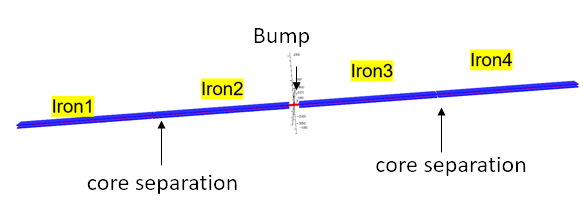 Bump
Iron1
Iron2
Iron3
Iron4
core separation
core separation